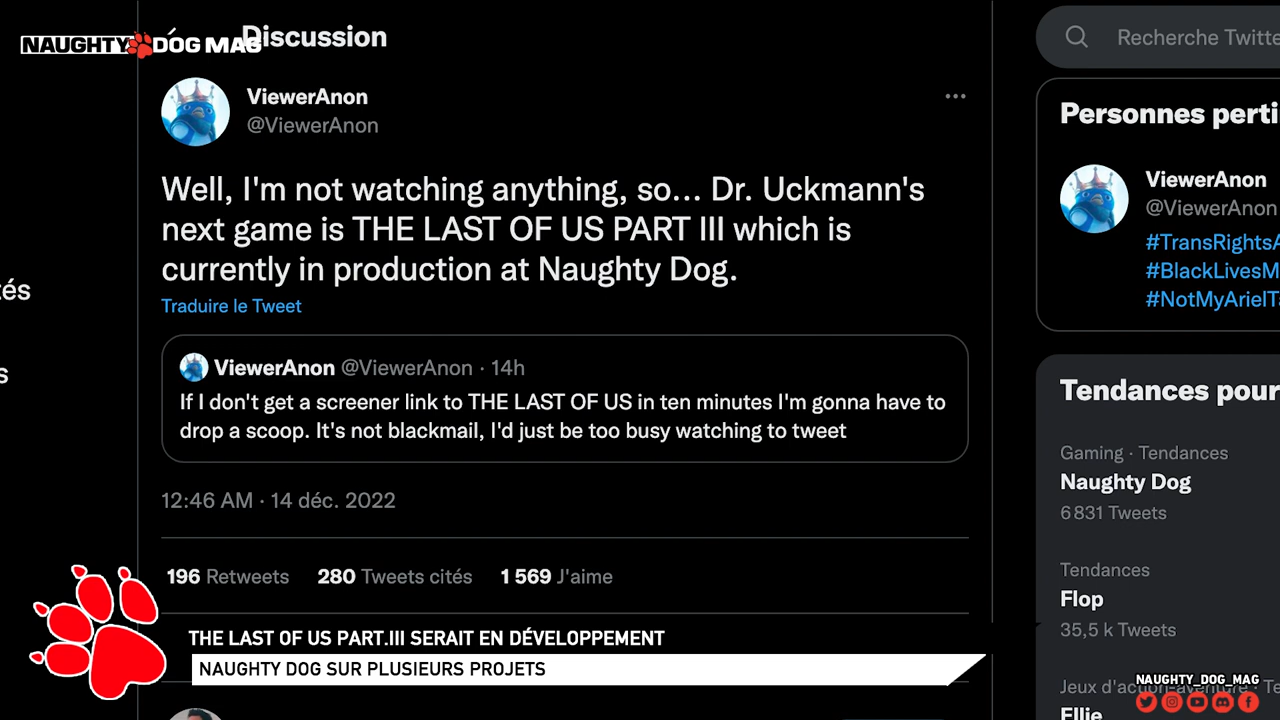 NAUGHTY DOG MAG
Discussion
Recherche Twitte
ViewerAnon
@ViewerAnon
Well, I'm not watching anything, so... Dr. Uckmann's
next game is THE LAST OF US PART III which is
currently in production at Naughty Dog.
Traduire le Tweet
ViewerAnon @ViewerAnon · 14h
If I don't get a screener link to THE LAST OF US in ten minutes I'm gonna have to
drop a scoop. It's not blackmail, I'd just be too busy watching to tweet
12:46 AM · 14 déc. 2022
196 Retweets 280 Tweets cités 1 569 J'aime
tés
s
Personnes perti
ViewerAnon
@ViewerAnon
#TransRightsA
#BlackLivesM
#NotMyArielT
Tendances pour
Gaming · Tendances
Naughty Dog
6 831 Tweets
Tendances
Flop
35,5 k Tweets
Jeux d'action-aventure · Te
Ellie
THE LAST OF US PART.III SERAIT EN DÉVELOPPEMENT
NAUGHTY DOG SUR PLUSIEURS PROJETS
NAUGHTY_DOG_MAG